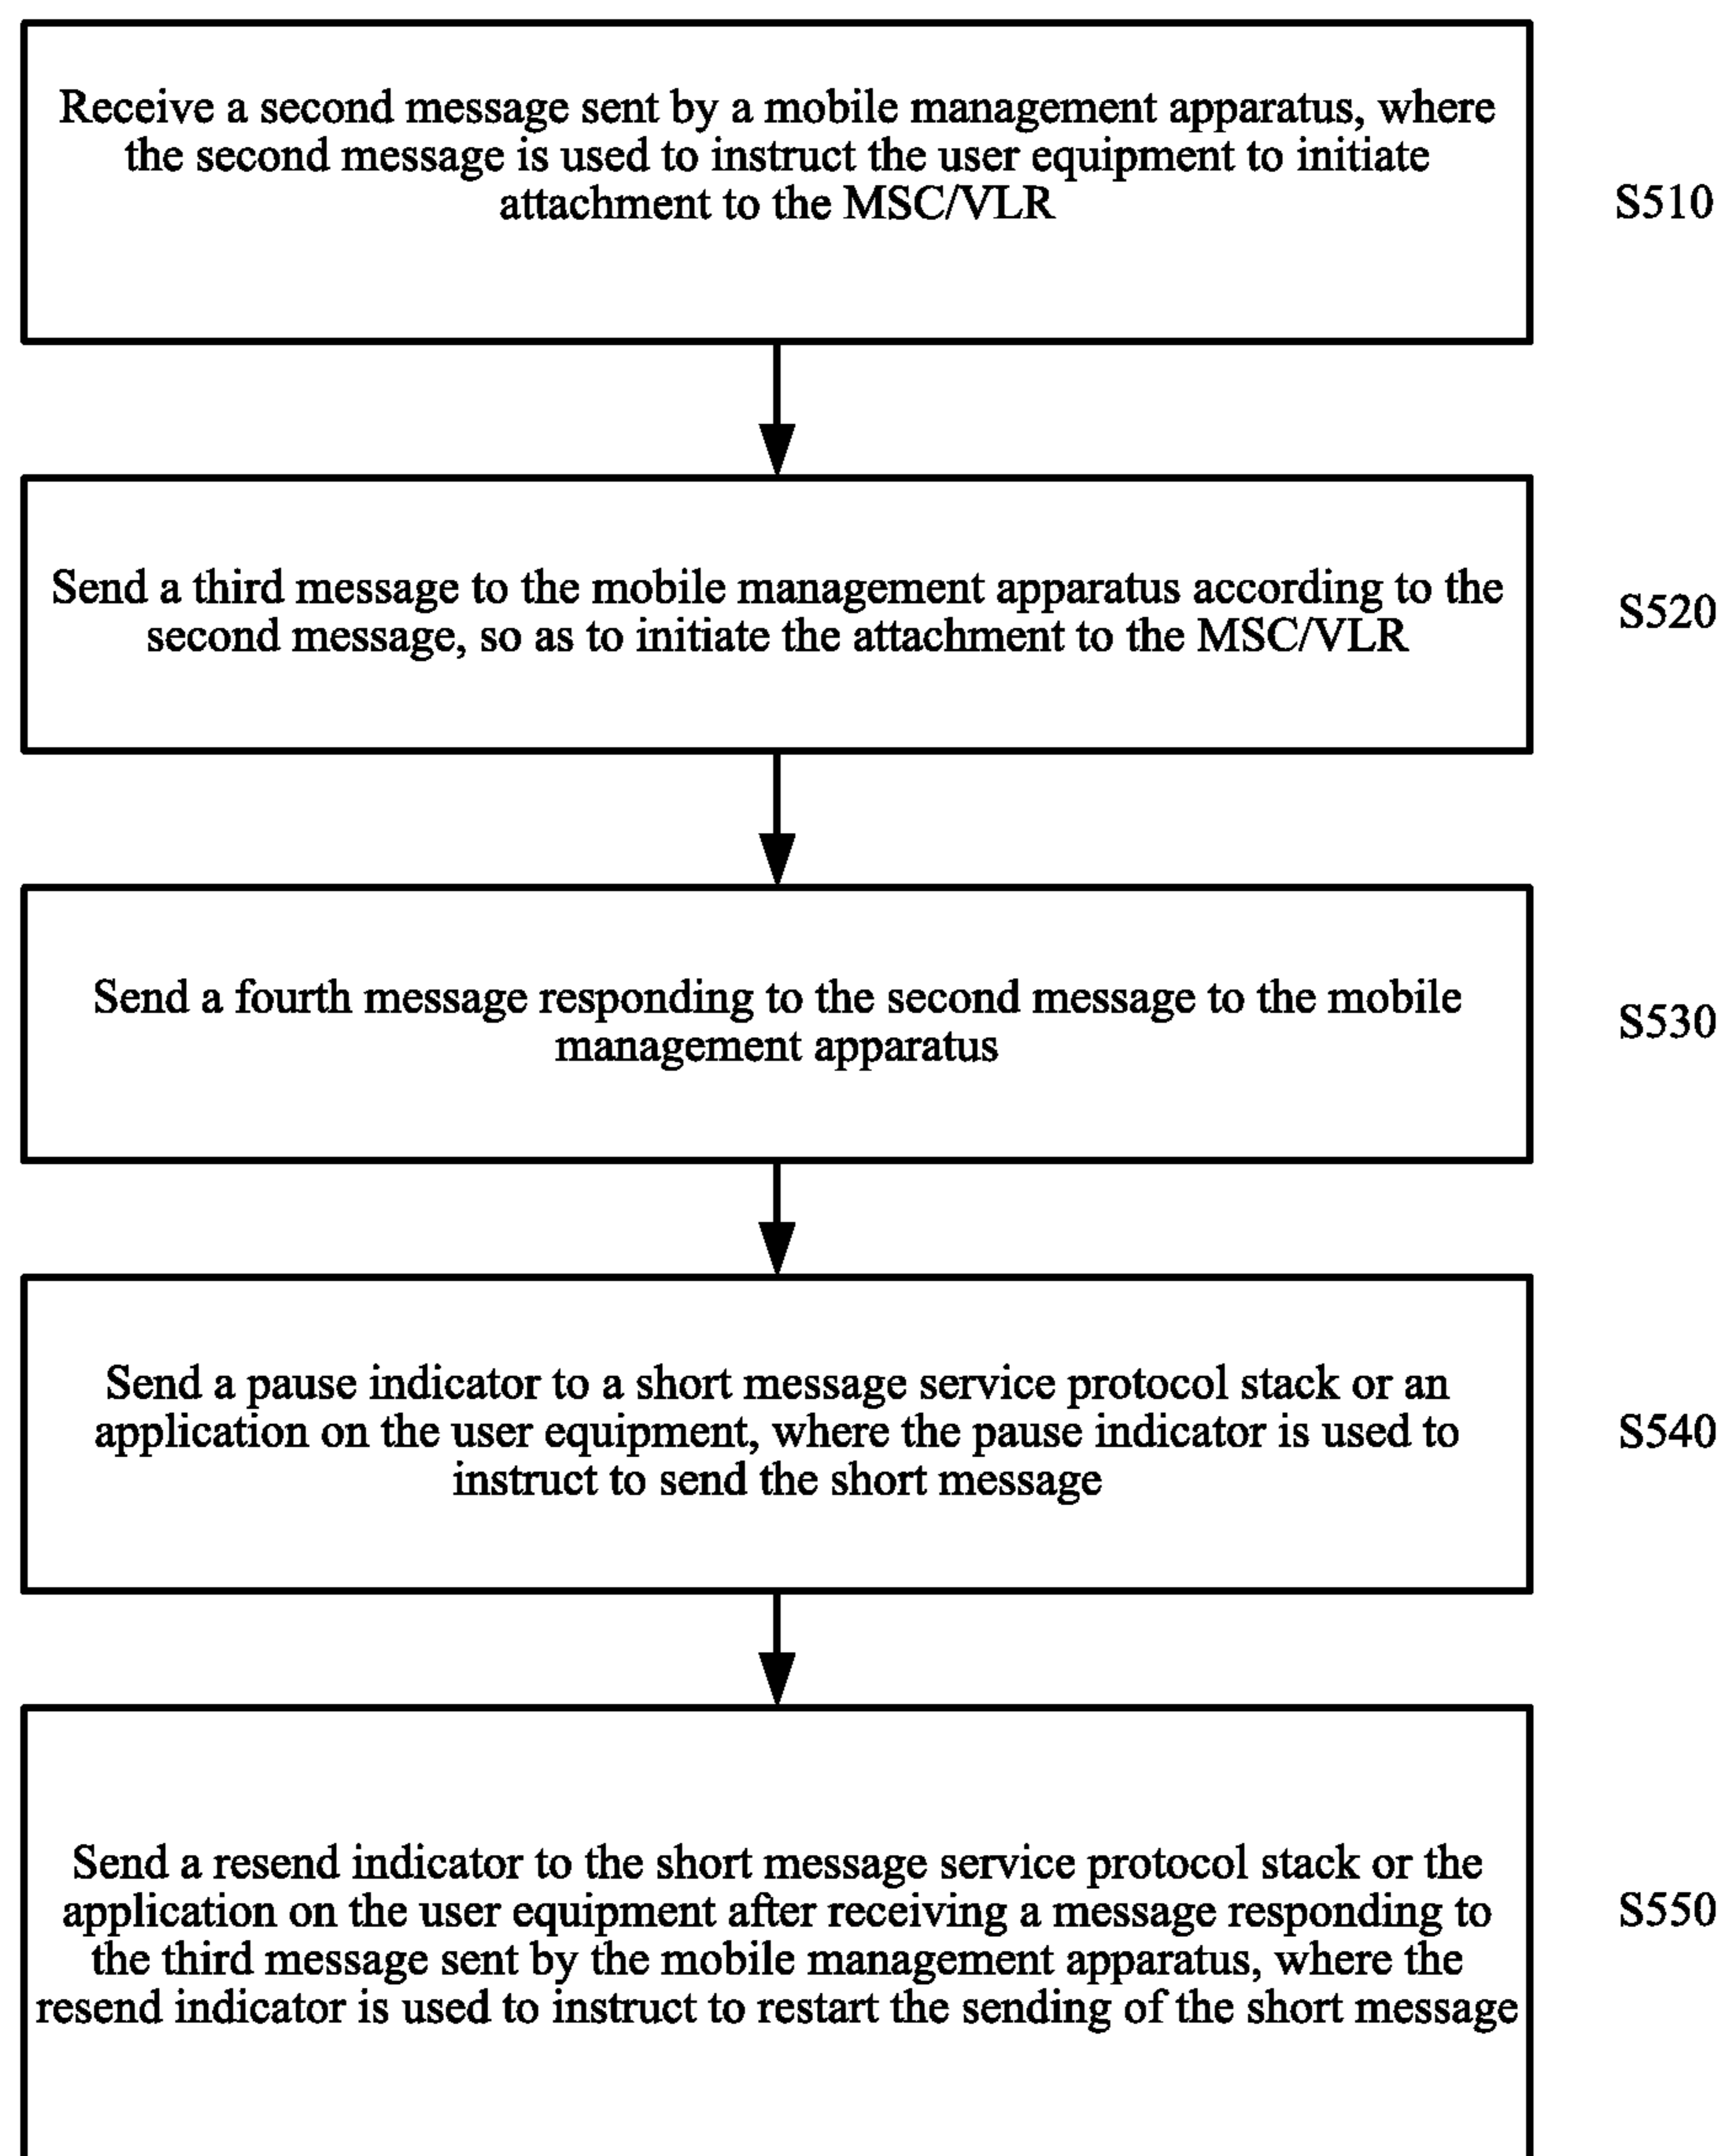 Receive a second message sent by a mobile management apparatus, where
the second message is used to instruct the user equipment to initiate
attachment to the MSC/VLR
S510
Send a third message to the mobile management apparatus according to the
second message, so as to initiate the attachment to the MSC/VLR
S520
Send a fourth message responding to the second message to the mobile
management apparatus
S530
Send a pause indicator to a short message service protocol stack or an
application on the user equipment, where the pause indicator is used to
instruct to send the short message
S540
Send a resend indicator to the short message service protocol stack or the
application on the user equipment after receiving a message responding to
the third message sent by the mobile management apparatus, where the
resend indicator is used to instruct to restart the sending of the short message
S550